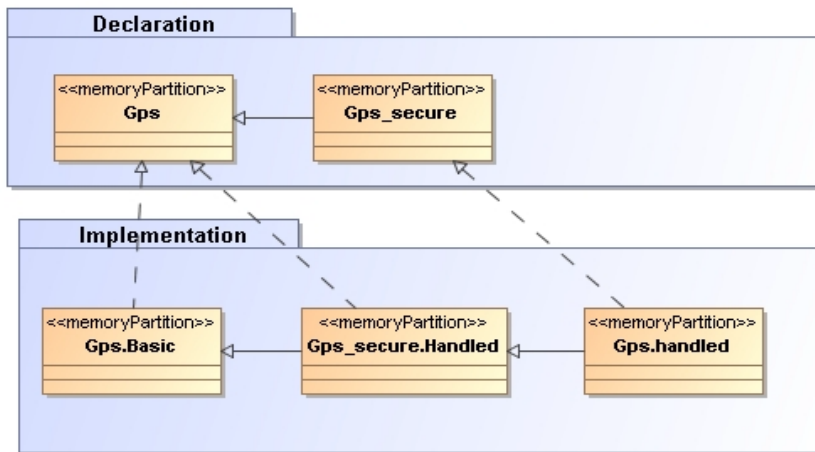 Declaration
<<memoryPartition>>
Gps
<<memoryPartition>>
Gps_secure
Implementation
<<memoryPartition>>
Gps.Basic
<<memoryPartition>>
Gps_secure.Handled
<<memoryPartition>>
Gps.handled